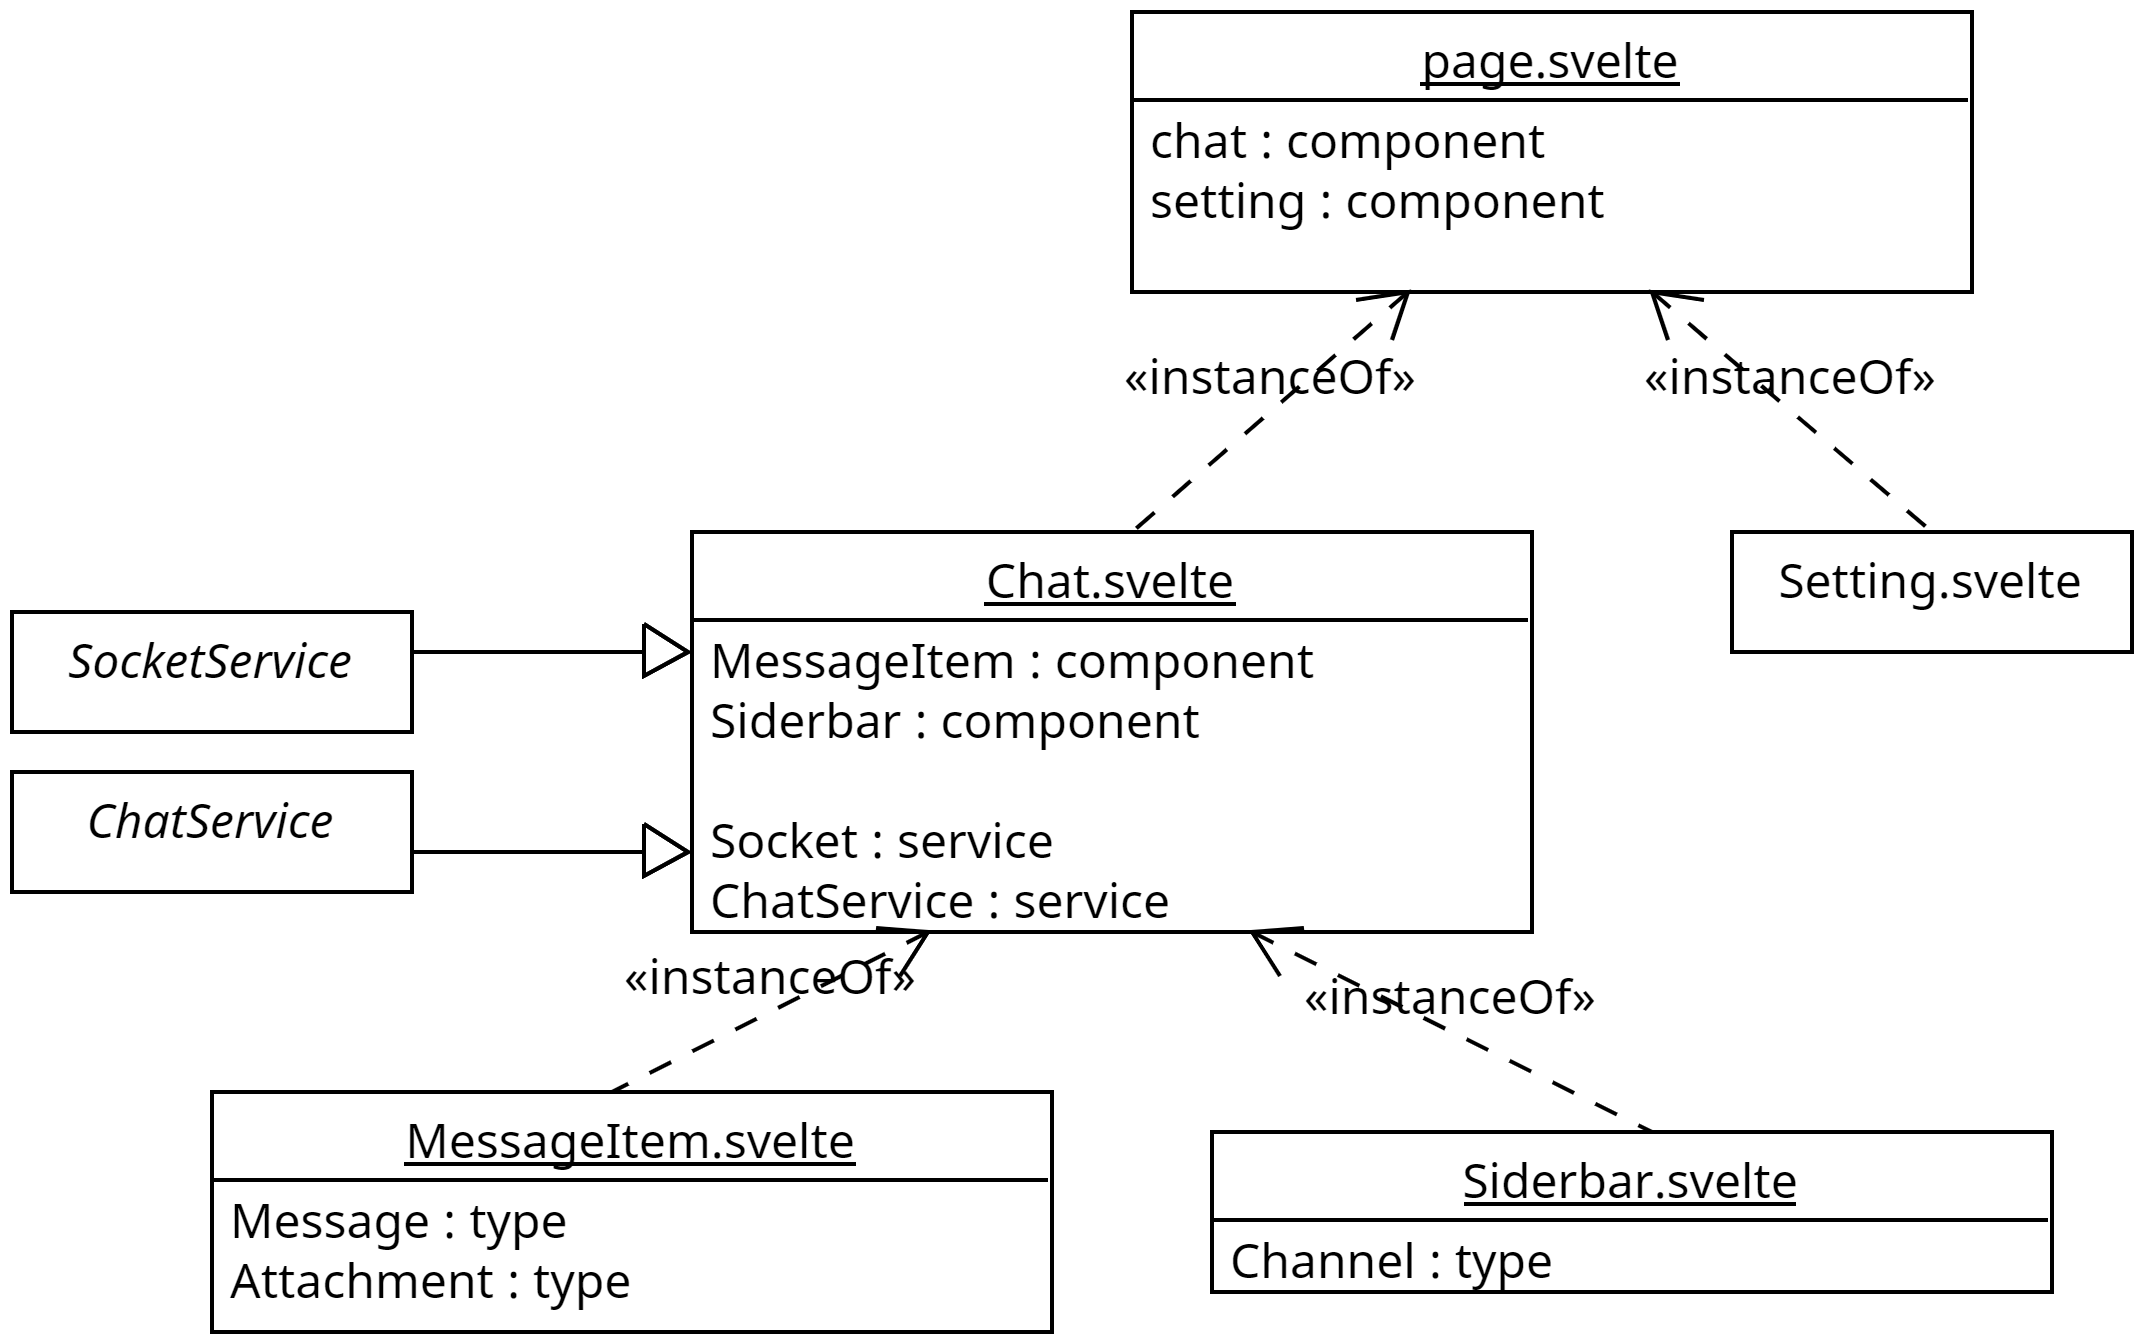 page.svelte
chat : component
setting : component
«instanceOf»
«instanceOf»
Chat.svelte
MessageItem : component
Siderbar : component
Socket : service
ChatService : service
Setting.svelte
SocketService
ChatService
«instanceOf»
«instanceOf»
MessageItem.svelte
Message : type
Attachment : type
Siderbar.svelte
Channel : type